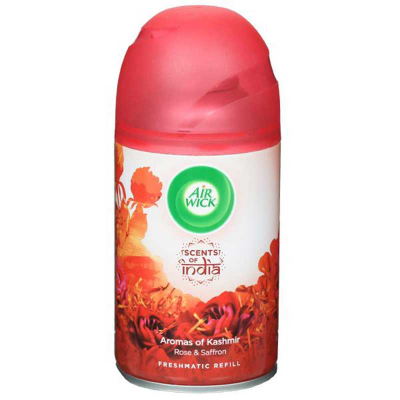 AIR
WICK
SCENTS
OF
india
Aromas of Kashmir
Rose & Saffron
FRESHMATIC REFILL